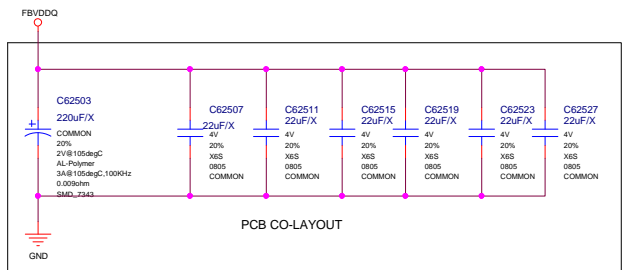 FBVDDQ
C62503
220uF/X
+
COMMON
20%
2V@105degC
AL-Polymer
3A@105degC,100KHz
0.009ohm
SMD_7343
C62507
22uF/X
4V
20%
X6S
0805
COMMON
C62511
22uF/X
4V
20%
X6S
0805
COMMON
C62515
22uF/X
4V
20%
X6S
0805
COMMON
C62519
22uF/X
4V
20%
X6S
0805
COMMON
C62523
22uF/X
4V
20%
X6S
0805
COMMON
C62527
22uF/X
4V
20%
X6S
0805
COMMON
PCB CO-LAYOUT
GND